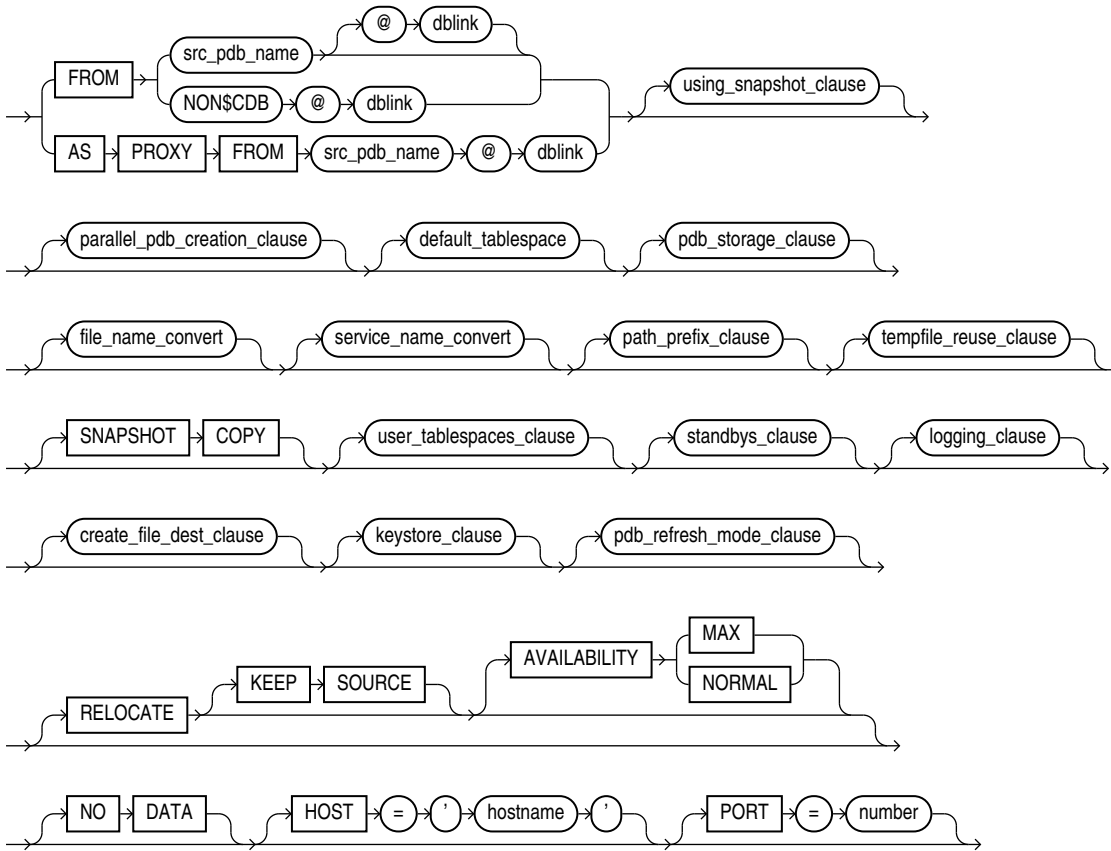 @ dblink
src_pdb_name
FROM
NON$CDB @ dblink
using_snapshot_clause
AS PROXY FROM src_pdb_name @ dblink
parallel_pdb_creation_clause default_tablespace pdb_storage_clause
file_name_convert service_name_convert path_prefix_clause tempfile_reuse_clause
SNAPSHOT COPY user_tablespaces_clause standbys_clause logging_clause
create_file_dest_clause keystore_clause pdb_refresh_mode_clause
MAX
AVAILABILITY
KEEP SOURCE NORMAL
RELOCATE
NO DATA HOST = ' hostname ' PORT = number